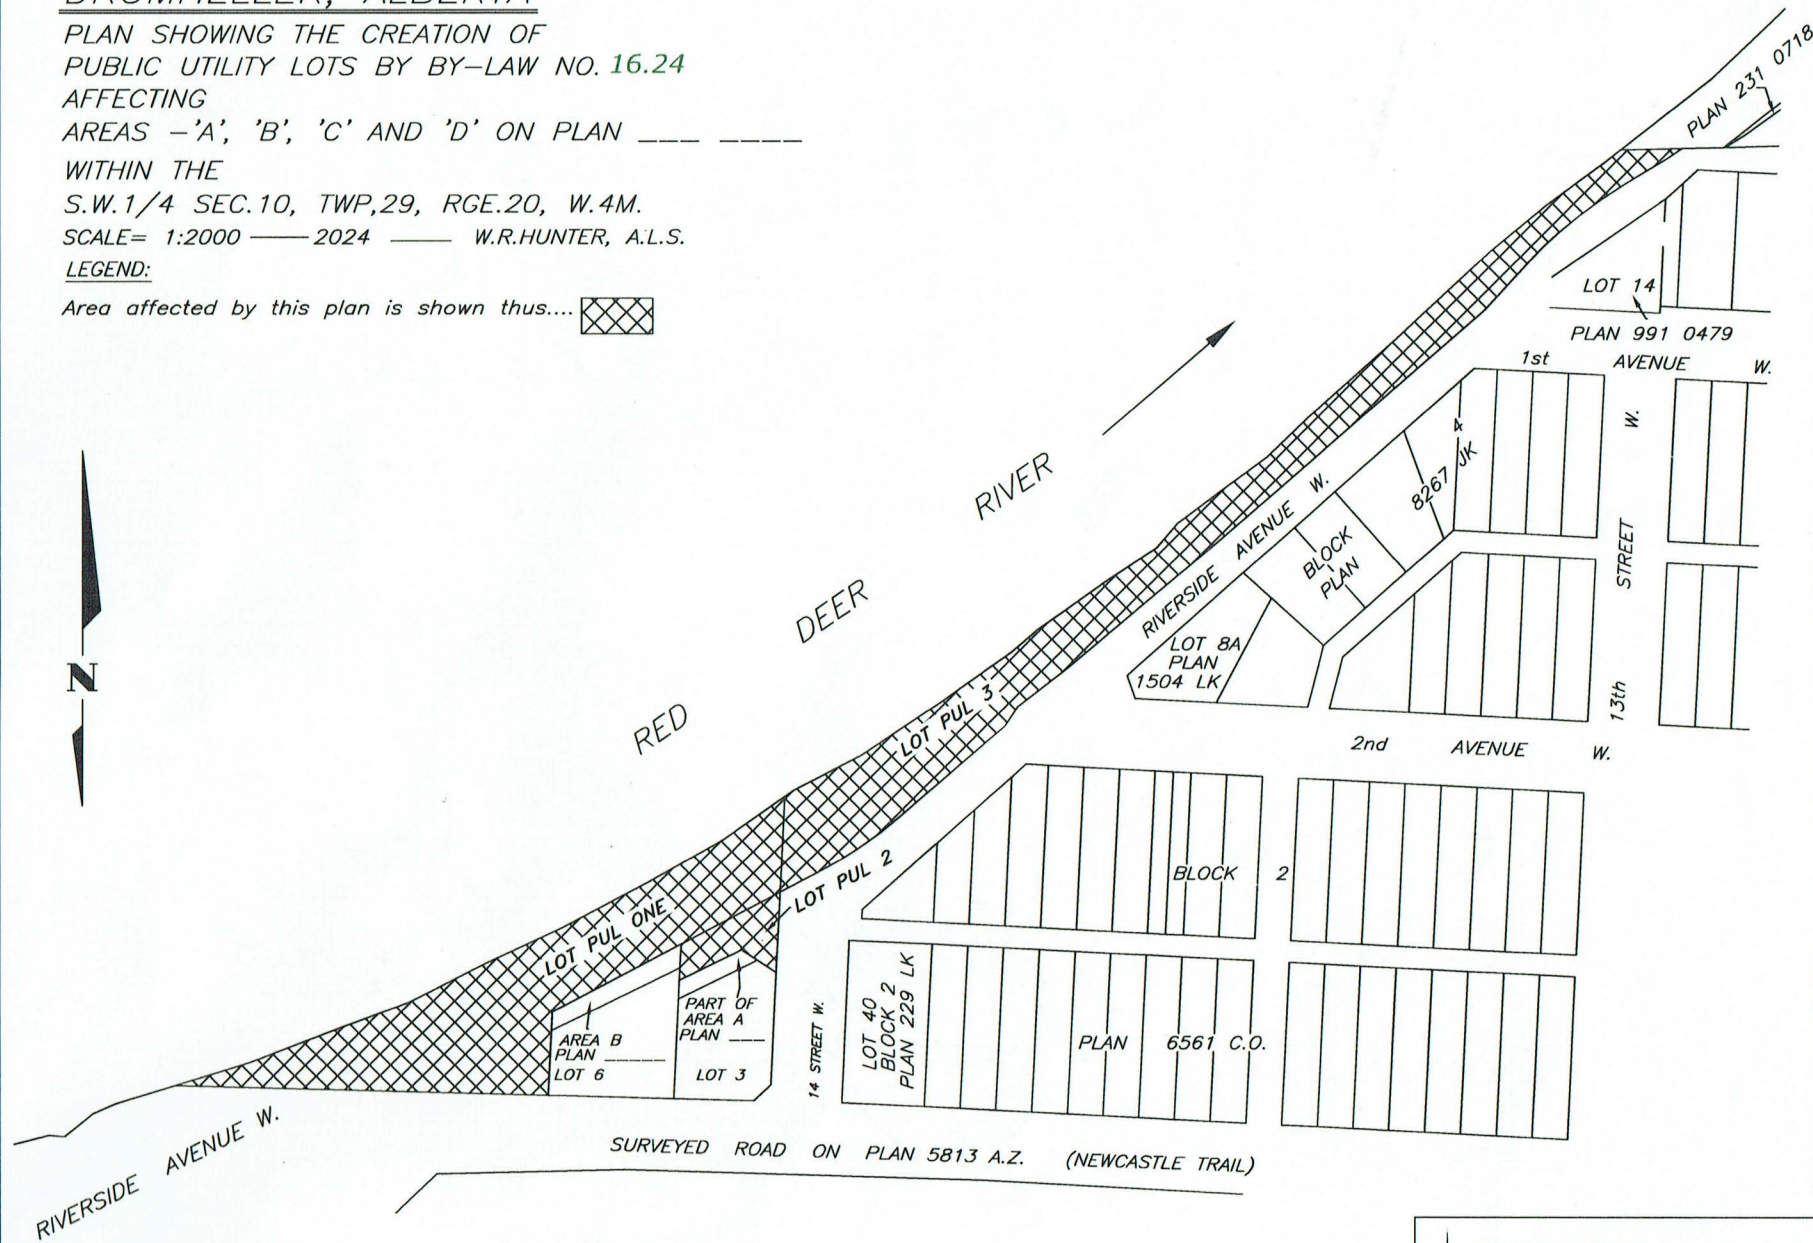 DRUMHELLER, ALBERTA
PLAN SHOWING THE CREATION OF
PUBLIC UTILITY LOTS BY BY-LAW NO. 16.24
AFFECTING
AREAS -'A', 'B', 'C' AND 'D' ON PLAN ___ ____
WITHIN THE
S.W.1/4 SEC.10, TWP,29, RGE.20, W.4M.
SCALE= 1:2000 —— 2024 —— W.R.HUNTER, A.L.S.
LEGEND:
Area affected by this plan is shown thus....
N
RED DEER RIVER
PLAN 231 0718
LOT 14
PLAN 991 0479
1st AVENUE W.
13th STREET W.
4
8267 JK
BLOCK
PLAN
RIVERSIDE AVENUE W.
LOT 8A
PLAN
1504 LK
2nd AVENUE W.
LOT PUL 3
LOT PUL 2
LOT PUL ONE
BLOCK 2
AREA B
PLAN ______
LOT 6
PART OF
AREA A
PLAN ___
LOT 3
14 STREET W.
LOT 40
BLOCK 2
PLAN 229 LK
PLAN 6561 C.O.
SURVEYED ROAD ON PLAN 5813 A.Z. (NEWCASTLE TRAIL)
RIVERSIDE AVENUE W.